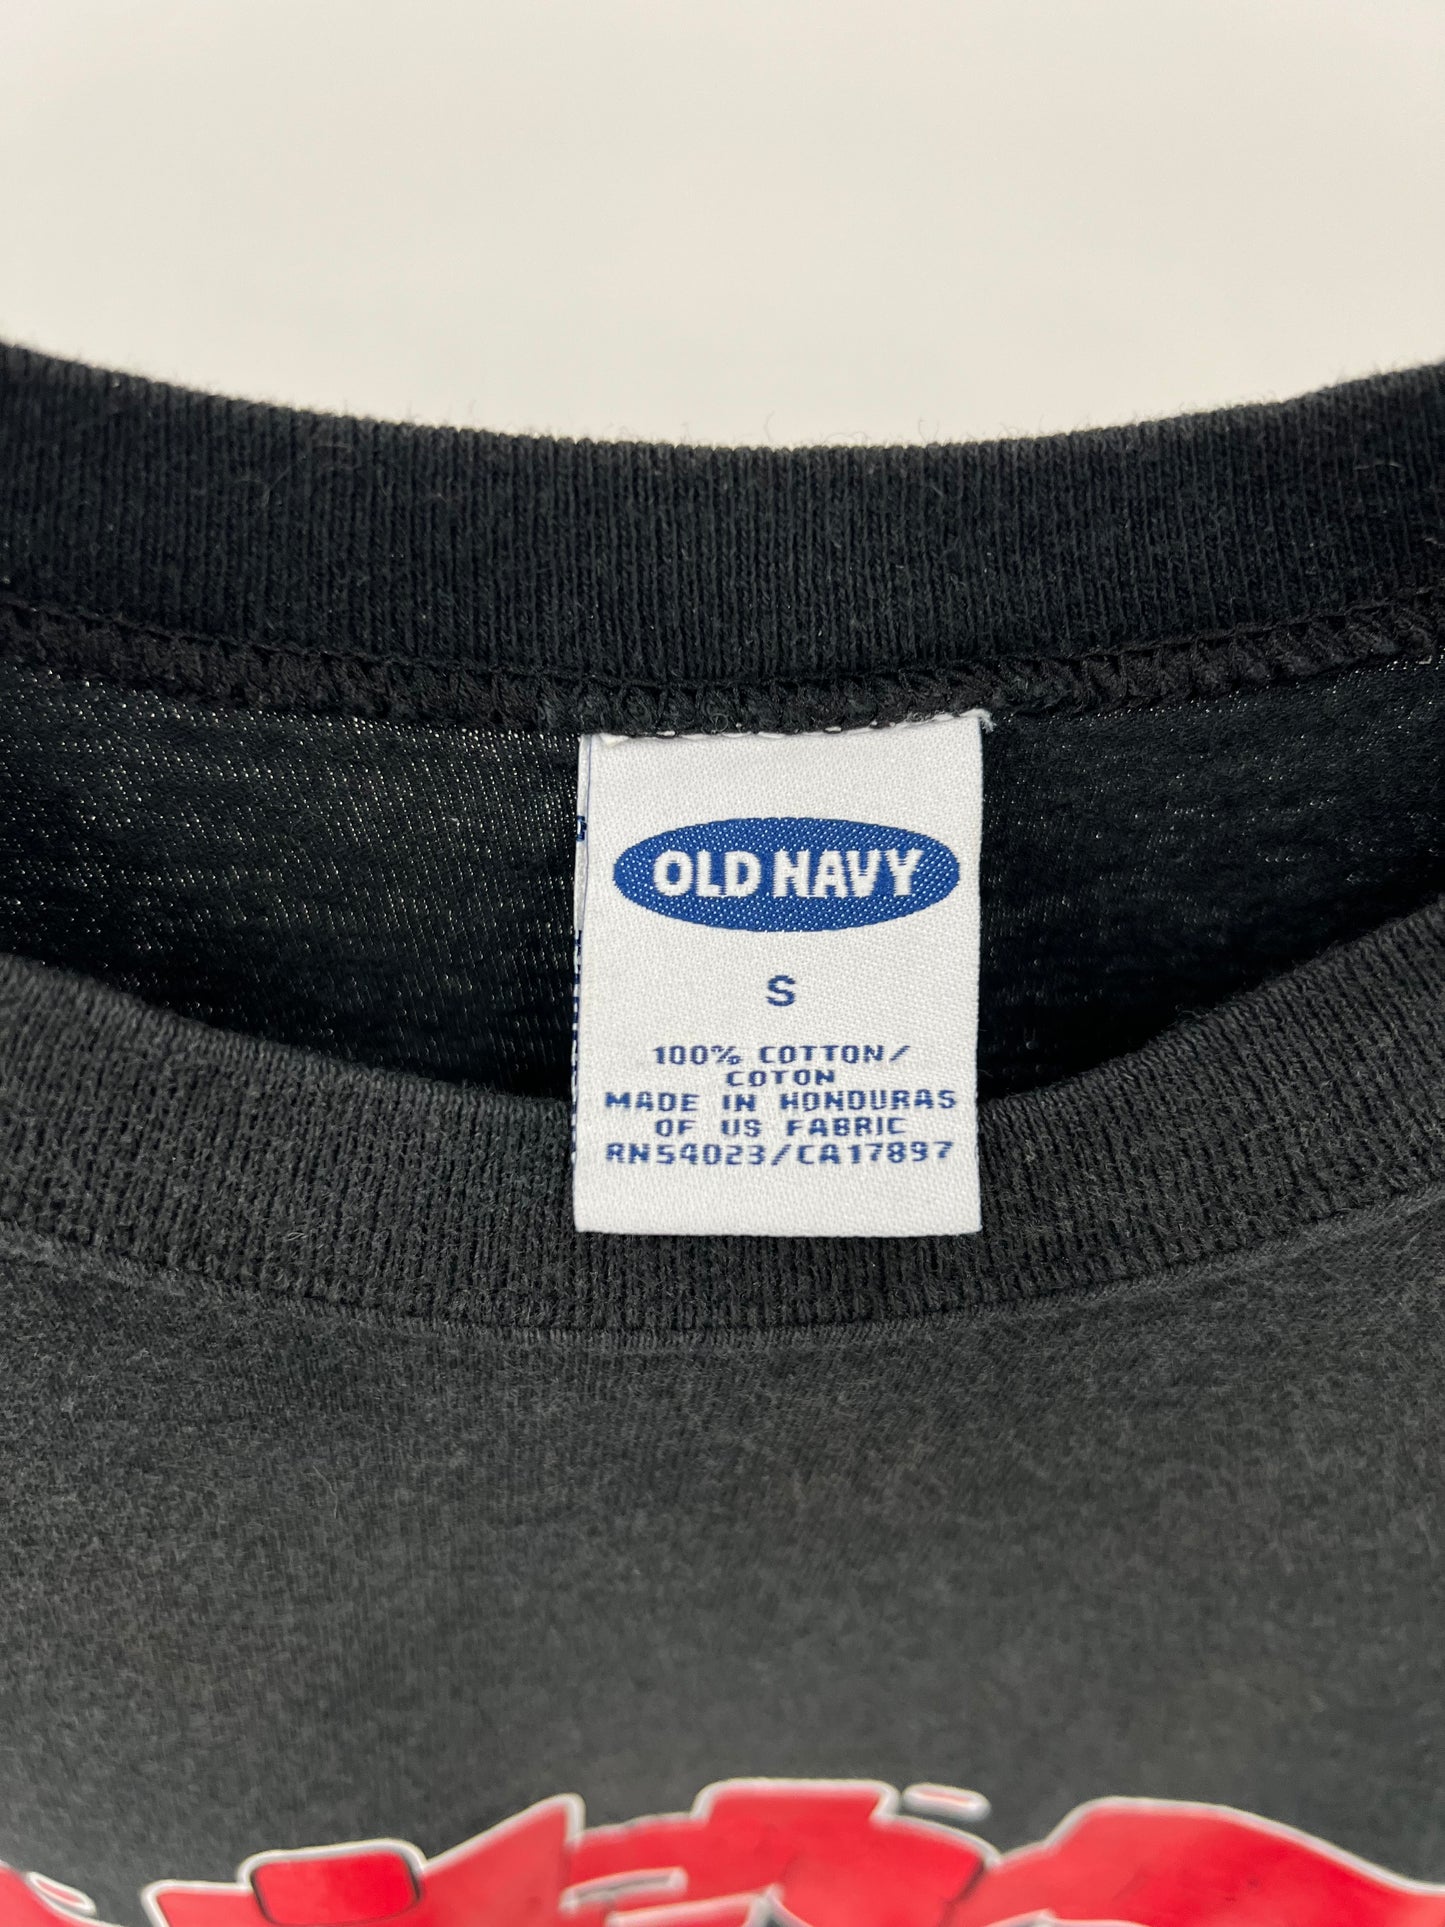 OLD NAVY
S
100% COTTON/
COTON
MADE IN HONDURAS
OF US FABRIC
RN54023/CA17897